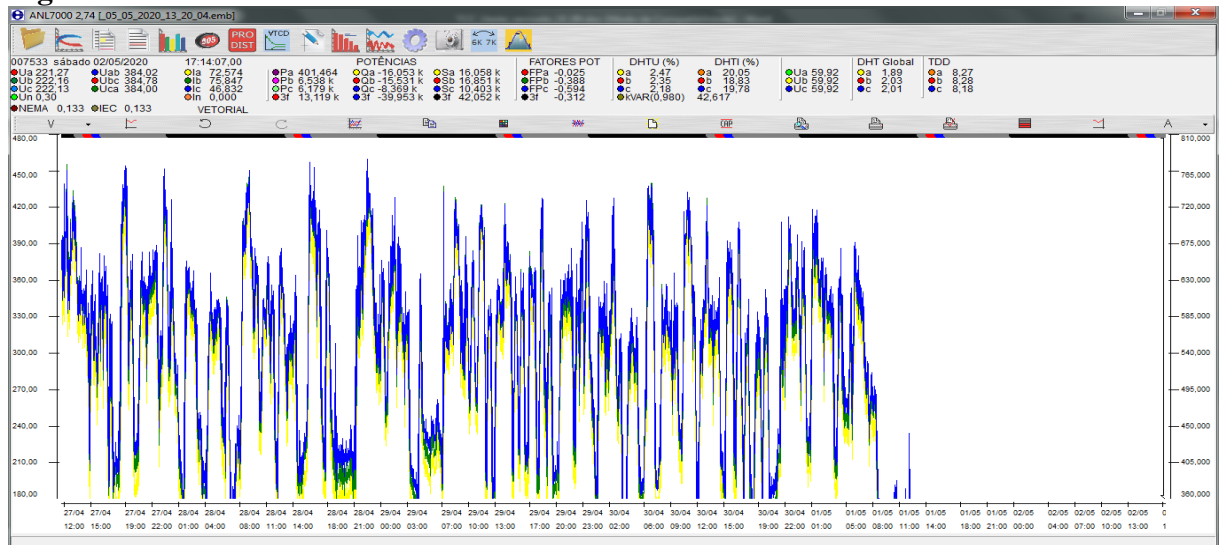 ANL7000 2,74 [_05_05_2020_13_20_04.emb]
505 PRO DIST VTCD 6K 7K
007533 sábado 02/05/2020 17:14:07,00 POTÊNCIAS FATORES POT DHTU (%) DHTI (%) DHT Global TDD
Ua 221,27 Uab 384,02 Ia 72,574 Pa 401,464 Qa -16,053 k Sa 16,058 k FPa -0,025 a 2,47 a 20,05 Ua 59,92 a 1,89 a 8,27
Ub 222,16 Ubc 384,78 Ib 75,847 Pb 6,538 k Qb -15,531 k Sb 16,851 k FPb -0,388 b 2,35 b 18,83 Ub 59,92 b 2,03 b 8,28
Uc 222,13 Uca 384,00 Ic 46,832 Pc 6,179 k Qc -8,369 k Sc 10,403 k FPc -0,594 c 2,18 c 19,78 Uc 59,92 c 2,01 c 8,18
Un 0,30 In 0,000 3f 13,119 k 3f -39,953 k 3f 42,052 k 3f -0,312 kVAR(0,980) 42,617
NEMA 0,133 IEC 0,133 VETORIAL
V CAP A
480,00 810,000
450,00 765,000
420,00 720,000
390,00 675,000
360,00 630,000
330,00 585,000
300,00 540,000
270,00 495,000
240,00 450,000
210,00 405,000
180,00 360,000
27/04 27/04 27/04 27/04 28/04 28/04 28/04 28/04 28/04 28/04 28/04 29/04 29/04 29/04 29/04 29/04 29/04 29/04 29/04 30/04 30/04 30/04 30/04 30/04 30/04 30/04 01/05 01/05 01/05 01/05 01/05 01/05 01/05 02/05 02/05 02/05 02/05 02/05 0
12:00 15:00 19:00 22:00 01:00 04:00 08:00 11:00 14:00 18:00 21:00 00:00 03:00 07:00 10:00 13:00 17:00 20:00 23:00 02:00 06:00 09:00 12:00 15:00 19:00 22:00 01:00 05:00 08:00 11:00 14:00 18:00 21:00 00:00 04:00 07:00 10:00 13:00 1